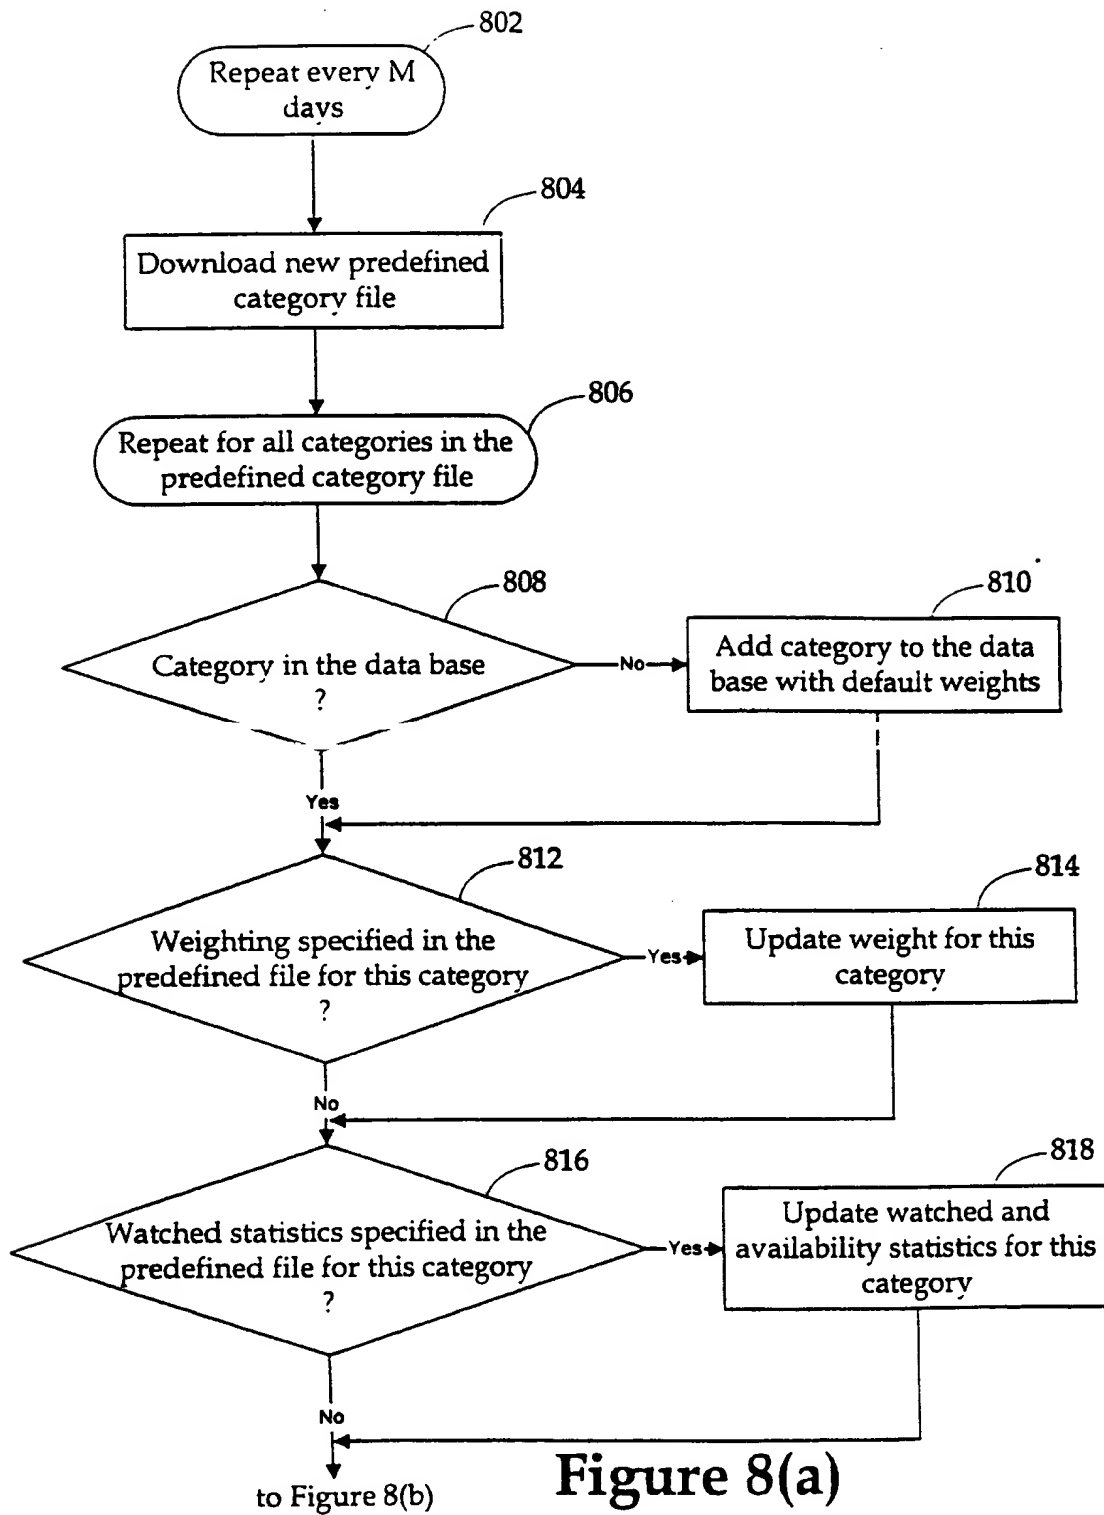 802
Repeat every M
days
804
Download new predefined
category file
806
Repeat for all categories in the
predefined category file
808
810
Category in the data base
?
No
Add category to the data
base with default weights
Yes
812
814
Weighting specified in the
predefined file for this category
?
Yes
Update weight for this
category
No
816
818
Watched statistics specified in the
predefined file for this category
?
Yes
Update watched and
availability statistics for this
category
No
to Figure 8(b)
Figure 8(a)